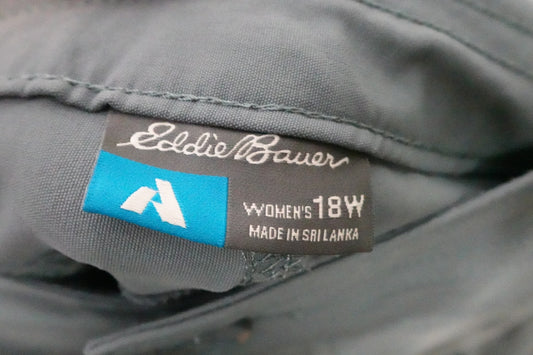 Eddie Bauer
WOMEN'S 18W
MADE IN SRI LANKA